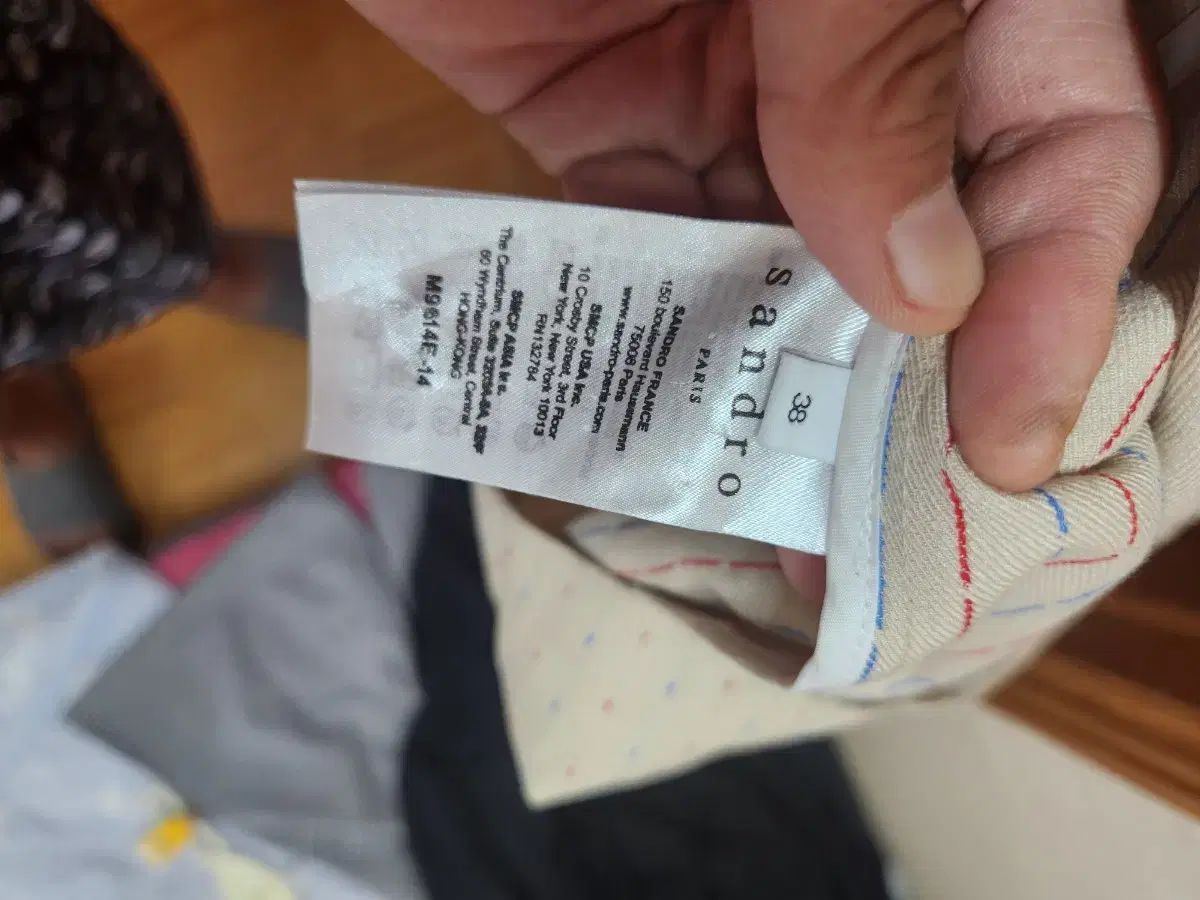 sandro
PARIS
38
SANDRO FRANCE
150 boulevard Haussmann
75008 Paris
www.sandro-paris.com
SMCP USA Inc.
10 Crosby Street, 3rd Floor
New York, New York 10013
RN132784
SMCP ASIA
The Centrium, Suite
60 Wyndham Street, Central
HONG-KONG
M9614E-14